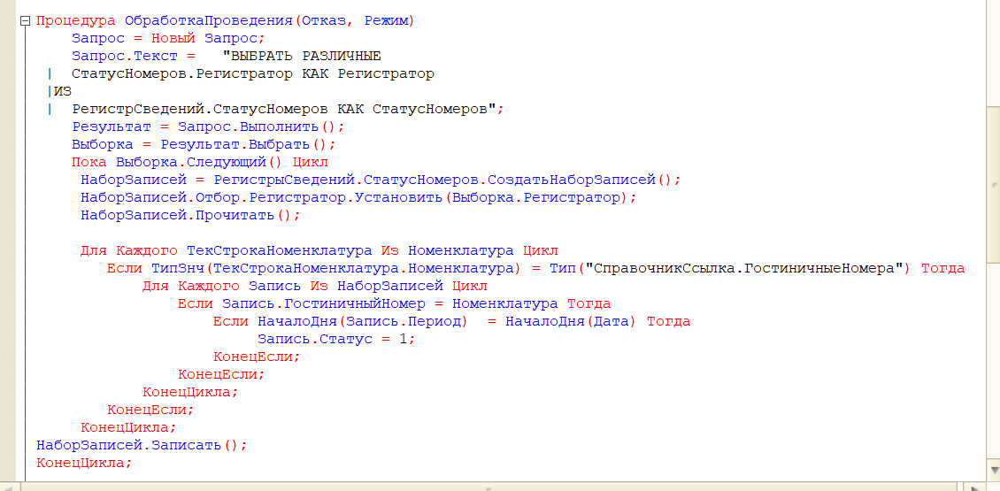 Процедура ОбработкаПроведения(Отказ, Режим)
Запрос = Новый Запрос;
Запрос.Текст =   "ВЫБРАТЬ РАЗЛИЧНЫЕ
|  СтатусНомеров.Регистратор КАК Регистратор
|ИЗ
|  РегистрСведений.СтатусНомеров КАК СтатусНомеров";
Результат = Запрос.Выполнить();
Выборка = Результат.Выбрать();
Пока Выборка.Следующий() Цикл
НаборЗаписей = РегистрыСведений.СтатусНомеров.СоздатьНаборЗаписей();
НаборЗаписей.Отбор.Регистратор.Установить(Выборка.Регистратор);
НаборЗаписей.Прочитать();
Для Каждого ТекСтрокаНоменклатура Из Номенклатура Цикл
Если ТипЗнч(ТекСтрокаНоменклатура.Номенклатура) = Тип("СправочникСсылка.ГостиничныеНомера") Тогда
Для Каждого Запись Из НаборЗаписей Цикл
Если Запись.ГостиничныйНомер = Номенклатура Тогда
Если НачалоДня(Запись.Период)  = НачалоДня(Дата) Тогда
Запись.Статус = 1;
КонецЕсли;
КонецЕсли;
КонецЦикла;
КонецЕсли;
КонецЦикла;
НаборЗаписей.Записать();
КонецЦикла;